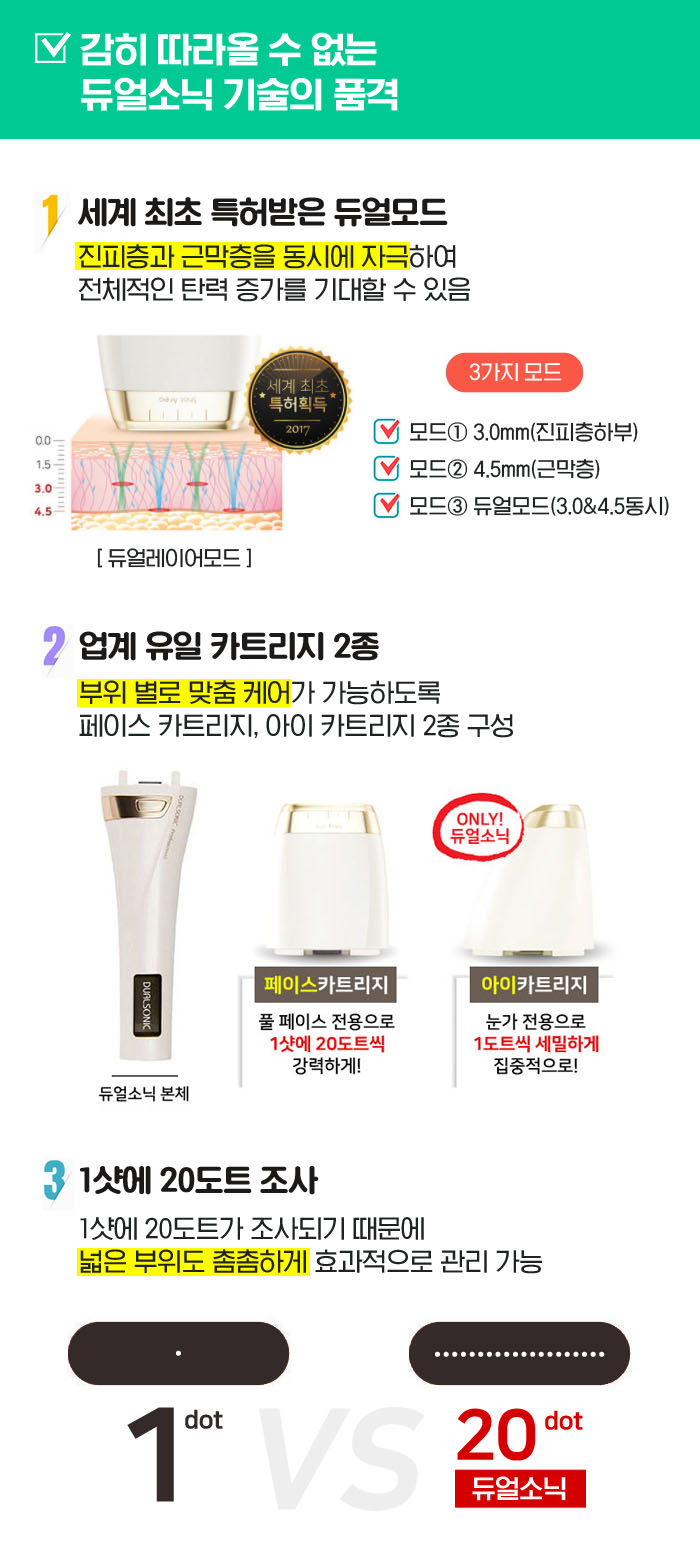 감히 따라올 수 없는
듀얼소닉 기술의 품격
1 세계 최초 특허받은 듀얼모드
진피층과 근막층을 동시에 자극하여
전체적인 탄력 증가를 기대할 수 있음
Shot Area
세계 최초
특허획득
2017
0.0
1.5
3.0
4.5
[ 듀얼레이어모드 ]
3가지 모드
모드① 3.0mm(진피층하부)
모드② 4.5mm(근막층)
모드③ 듀얼모드(3.0&4.5동시)
2 업계 유일 카트리지 2종
부위 별로 맞춤 케어가 가능하도록
페이스 카트리지, 아이 카트리지 2종 구성
DUALSONIC Professional
DUALSONIC
듀얼소닉 본체
Shot Area
페이스카트리지
풀 페이스 전용으로
1샷에 20도트씩
강력하게!
ONLY!
듀얼소닉
아이카트리지
눈가 전용으로
1도트씩 세밀하게
집중적으로!
3 1샷에 20도트 조사
1샷에 20도트가 조사되기 때문에
넓은 부위도 촘촘하게 효과적으로 관리 가능
1 dot
VS
20 dot
듀얼소닉